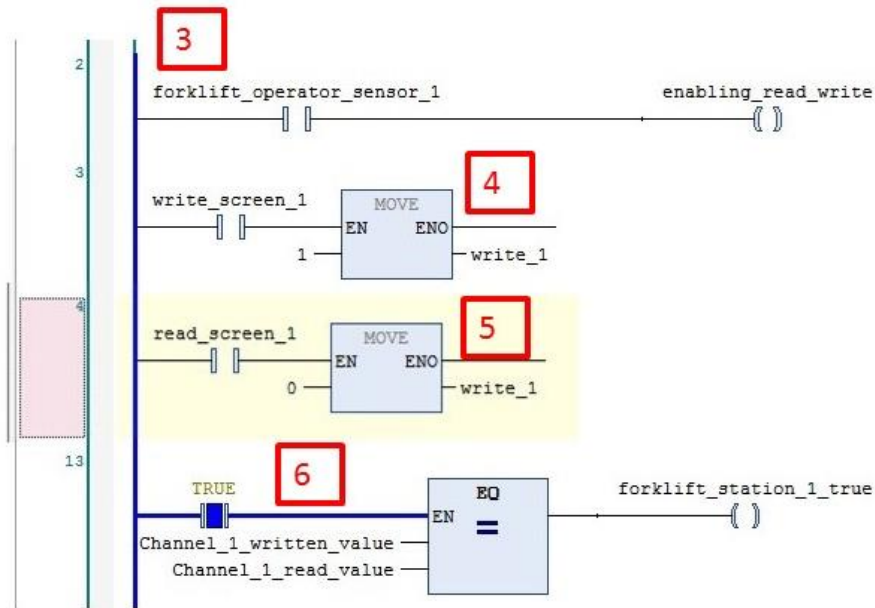 3
2
forklift_operator_sensor_1 enabling_read_write
3
4
write_screen_1 MOVE
EN ENO
1 write_1
4
5
read_screen_1 MOVE
EN ENO
0 write_1
13
6
TRUE EQ forklift_station_1_true
EN =
Channel_1_written_value
Channel_1_read_value